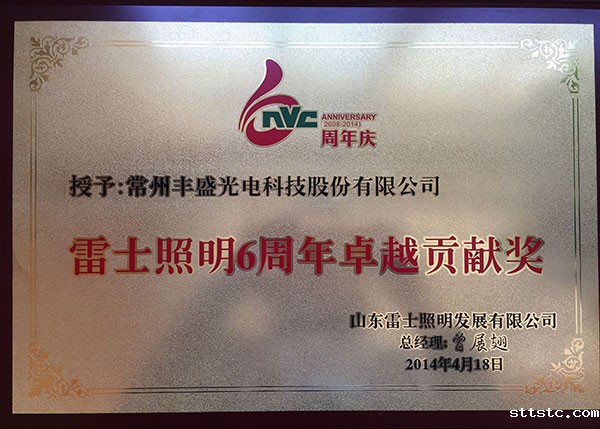 nvc
ANNIVERSARY
(2008-2014)
周年庆
授予:常州丰盛光电科技股份有限公司
雷士照明6周年卓越贡献奖
山东雷士照明发展有限公司
总经理:曾展翅
2014年4月18日
sttstc.com